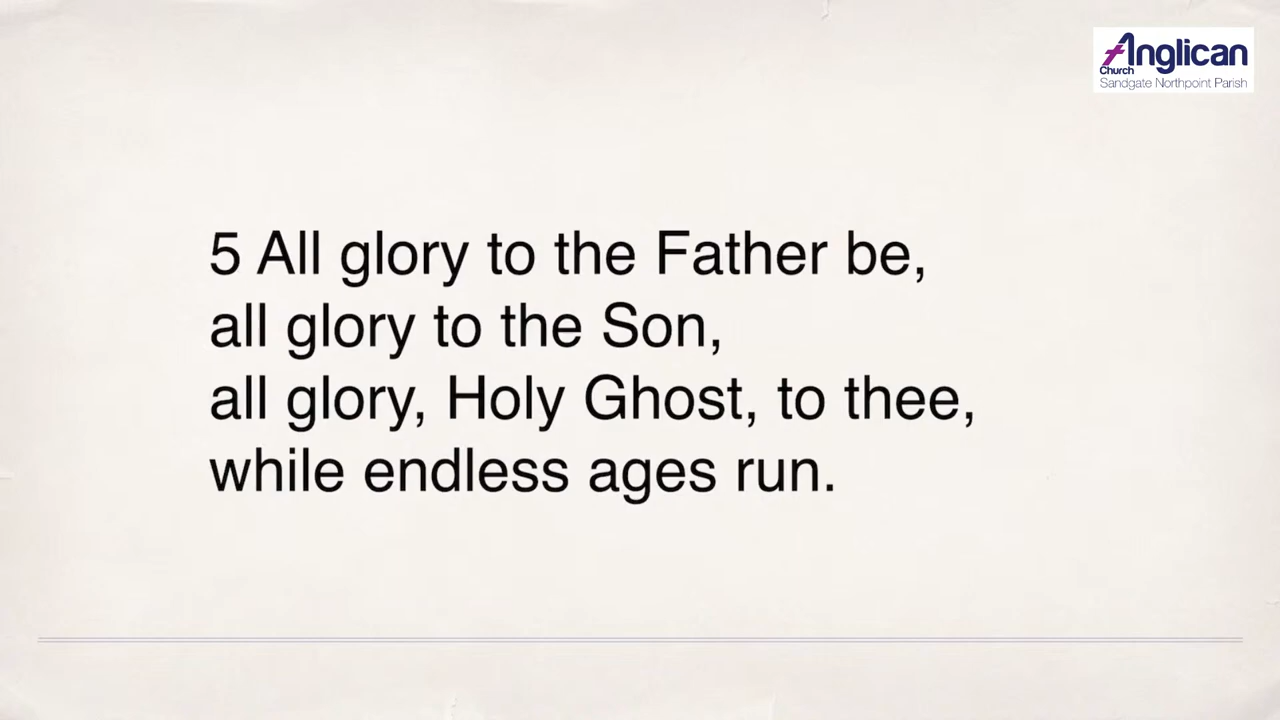 Anglican
Church
Sandgate Northpoint Parish
5 All glory to the Father be,
all glory to the Son,
all glory, Holy Ghost, to thee,
while endless ages run.